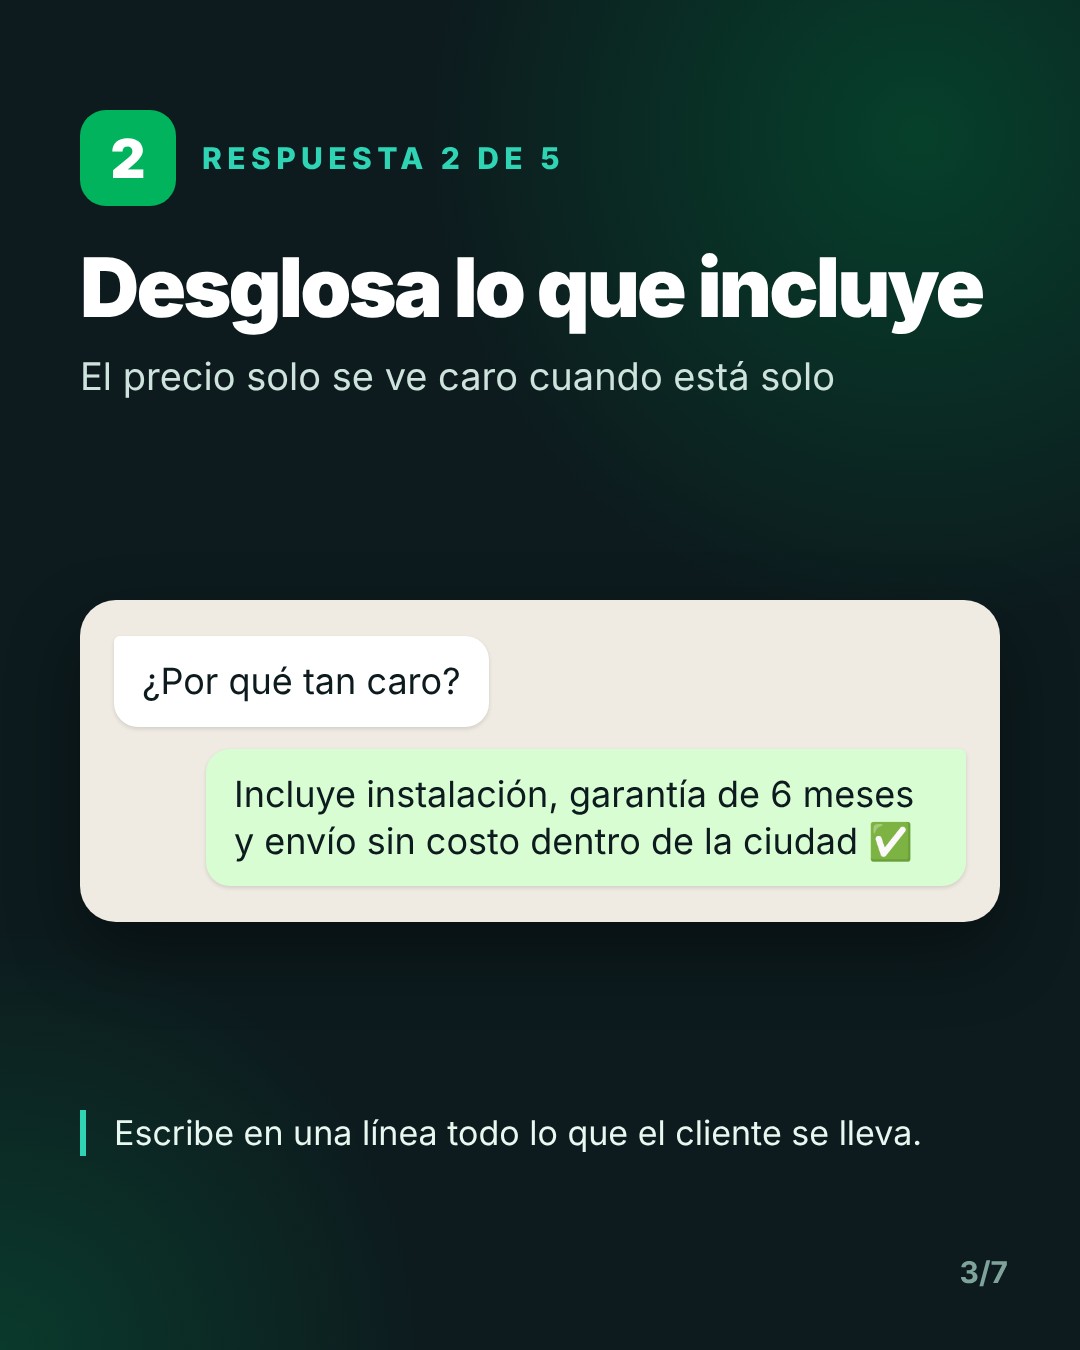 2
RESPUESTA 2 DE 5
Desglosa lo que incluye
El precio solo se ve caro cuando está solo
¿Por qué tan caro?
Incluye instalación, garantía de 6 meses
y envío sin costo dentro de la ciudad ✅
Escribe en una línea todo lo que el cliente se lleva.
3/7